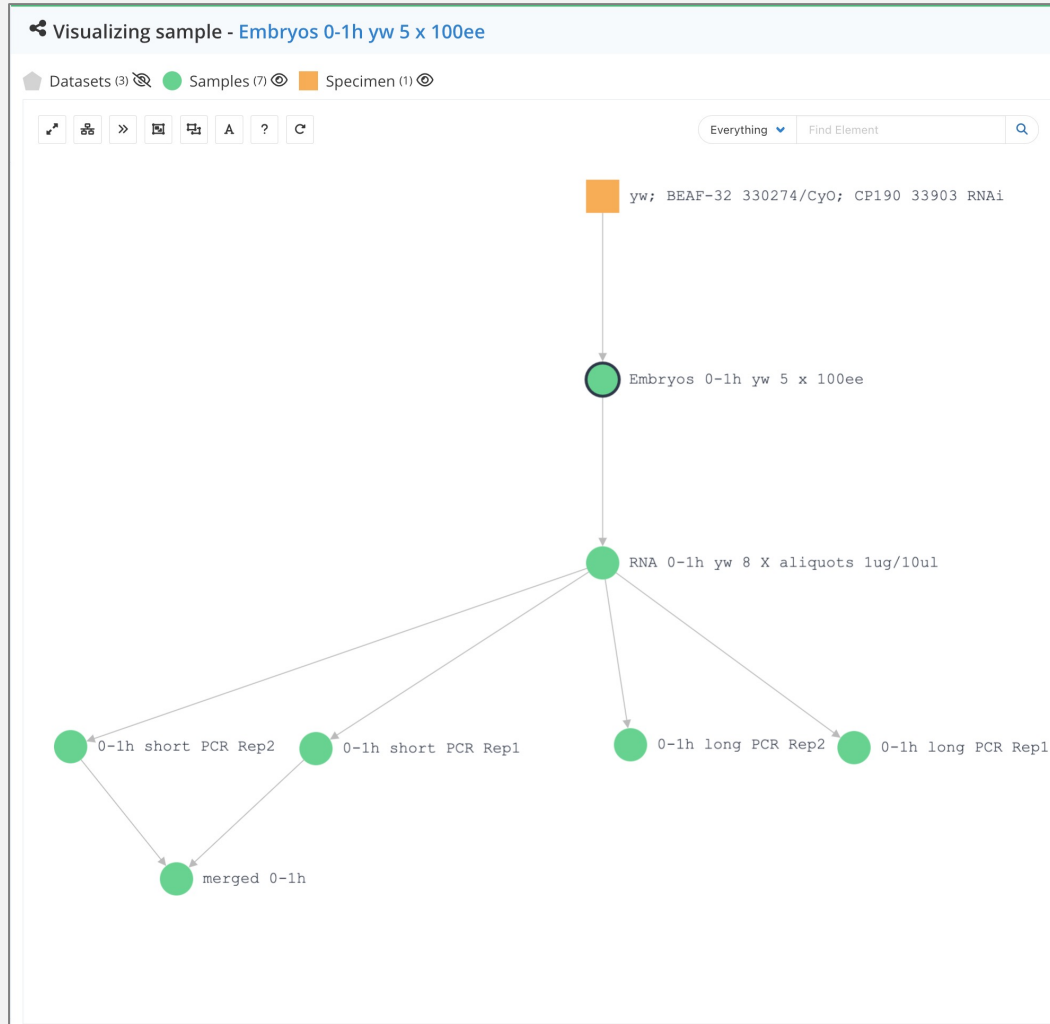 Visualizing sample - Embryos 0-1h yw 5 x 100ee
Datasets (3) Samples (7) Specimen (1)
A ? Everything Find Element
yw; BEAF-32 330274/CyO; CP190 33903 RNAi
Embryos 0-1h yw 5 x 100ee
RNA 0-1h yw 8 X aliquots 1ug/10ul
0-1h short PCR Rep2 0-1h short PCR Rep1 0-1h long PCR Rep2 0-1h long PCR Rep1
merged 0-1h